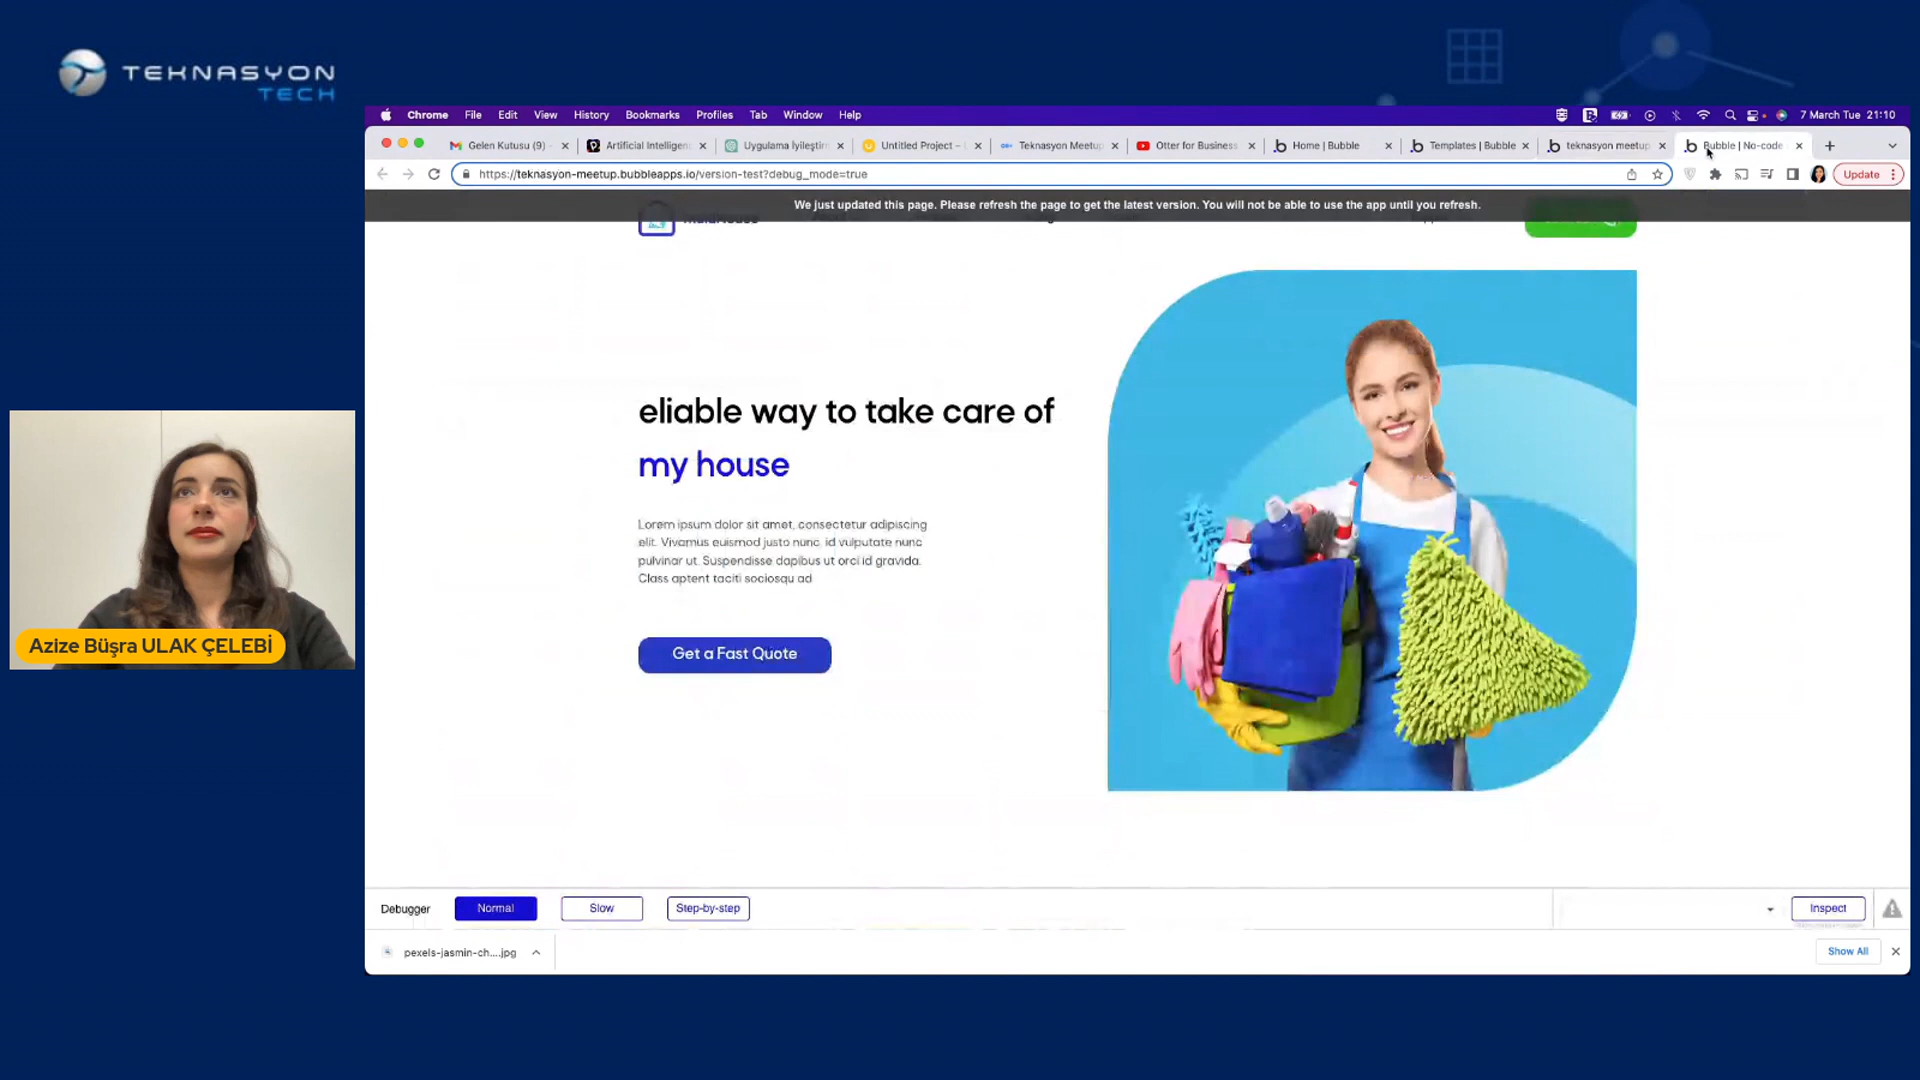 TEKNASYON
TECH
Chrome File Edit View History Bookmarks Profiles Tab Window Help
7 March Tue 21:10
Gelen Kutusu (9) -
Artificial Intelligen
Uygulama İyileştirm
Untitled Project –
Teknasyon Meetup
Otter for Business
Home | Bubble
Templates | Bubble
teknasyon meetup
Bubble | No-code
https://teknasyon-meetup.bubbleapps.io/version-test?debug_mode=true
Update
We just updated this page. Please refresh the page to get the latest version. You will not be able to use the app until you refresh.
eliable way to take care of
my house
Lorem ipsum dolor sit amet, consectetur adipiscing
elit. Vivamus euismod justo nunc, id vulputate nunc
pulvinar ut. Suspendisse dapibus ut orci id gravida.
Class aptent taciti sociosqu ad
Get a Fast Quote
Azize Büşra ULAK ÇELEBİ
Debugger
Normal
Slow
Step-by-step
Inspect
pexels-jasmin-ch....jpg
Show All